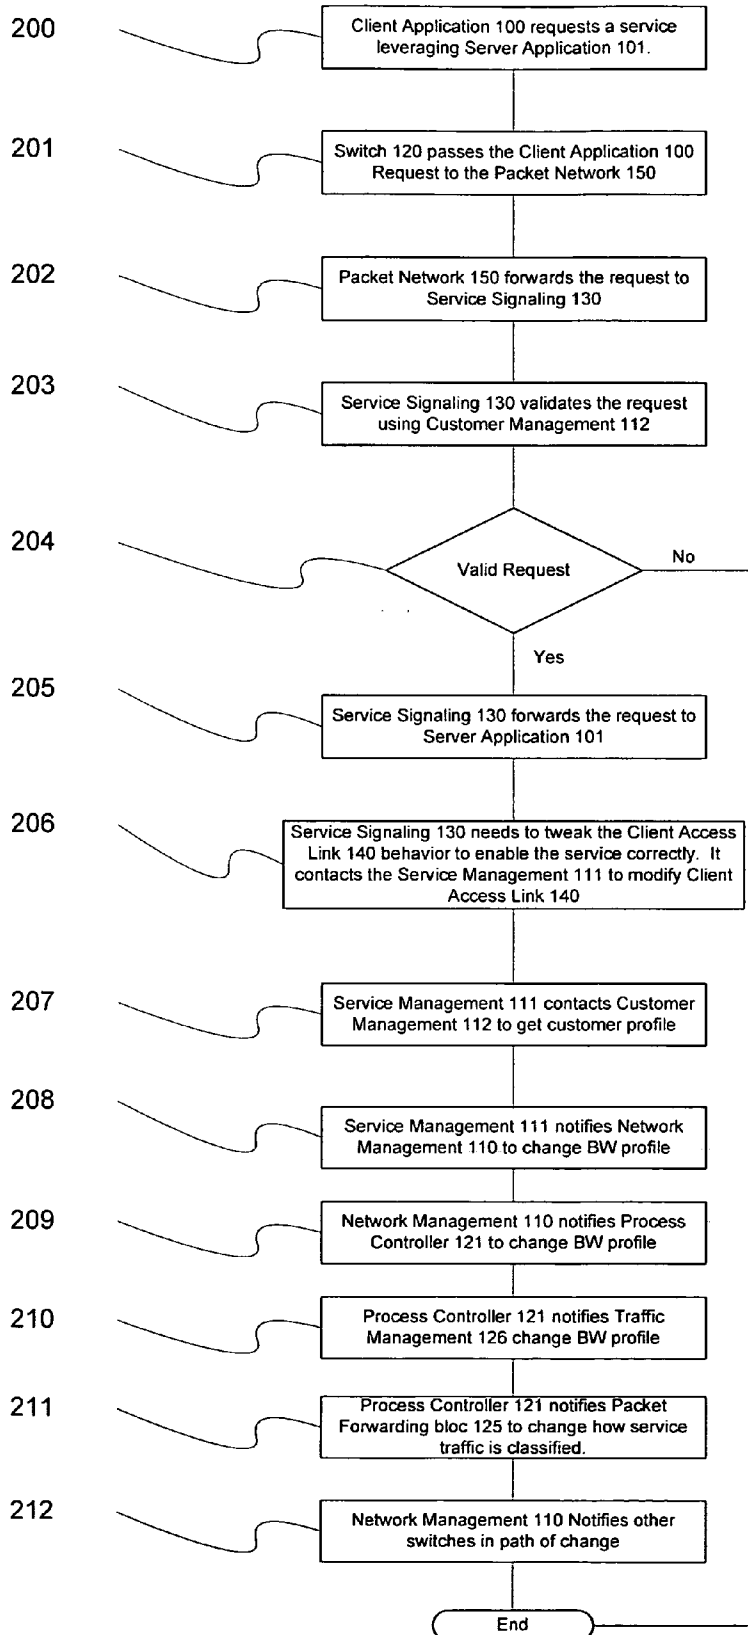 200
Client Application 100 requests a service
leveraging Server Application 101.
201
Switch 120 passes the Client Application 100
Request to the Packet Network 150
202
Packet Network 150 forwards the request to
Service Signaling 130
203
Service Signaling 130 validates the request
using Customer Management 112
204
Valid Request
No
Yes
205
Service Signaling 130 forwards the request to
Server Application 101
206
Service Signaling 130 needs to tweak the Client Access
Link 140 behavior to enable the service correctly. It
contacts the Service Management 111 to modify Client
Access Link 140
207
Service Management 111 contacts Customer
Management 112 to get customer profile
208
Service Management 111 notifies Network
Management 110 to change BW profile
209
Network Management 110 notifies Process
Controller 121 to change BW profile
210
Process Controller 121 notifies Traffic
Management 126 change BW profile
211
Process Controller 121 notifies Packet
Forwarding bloc 125 to change how service
traffic is classified.
212
Network Management 110 Notifies other
switches in path of change
End